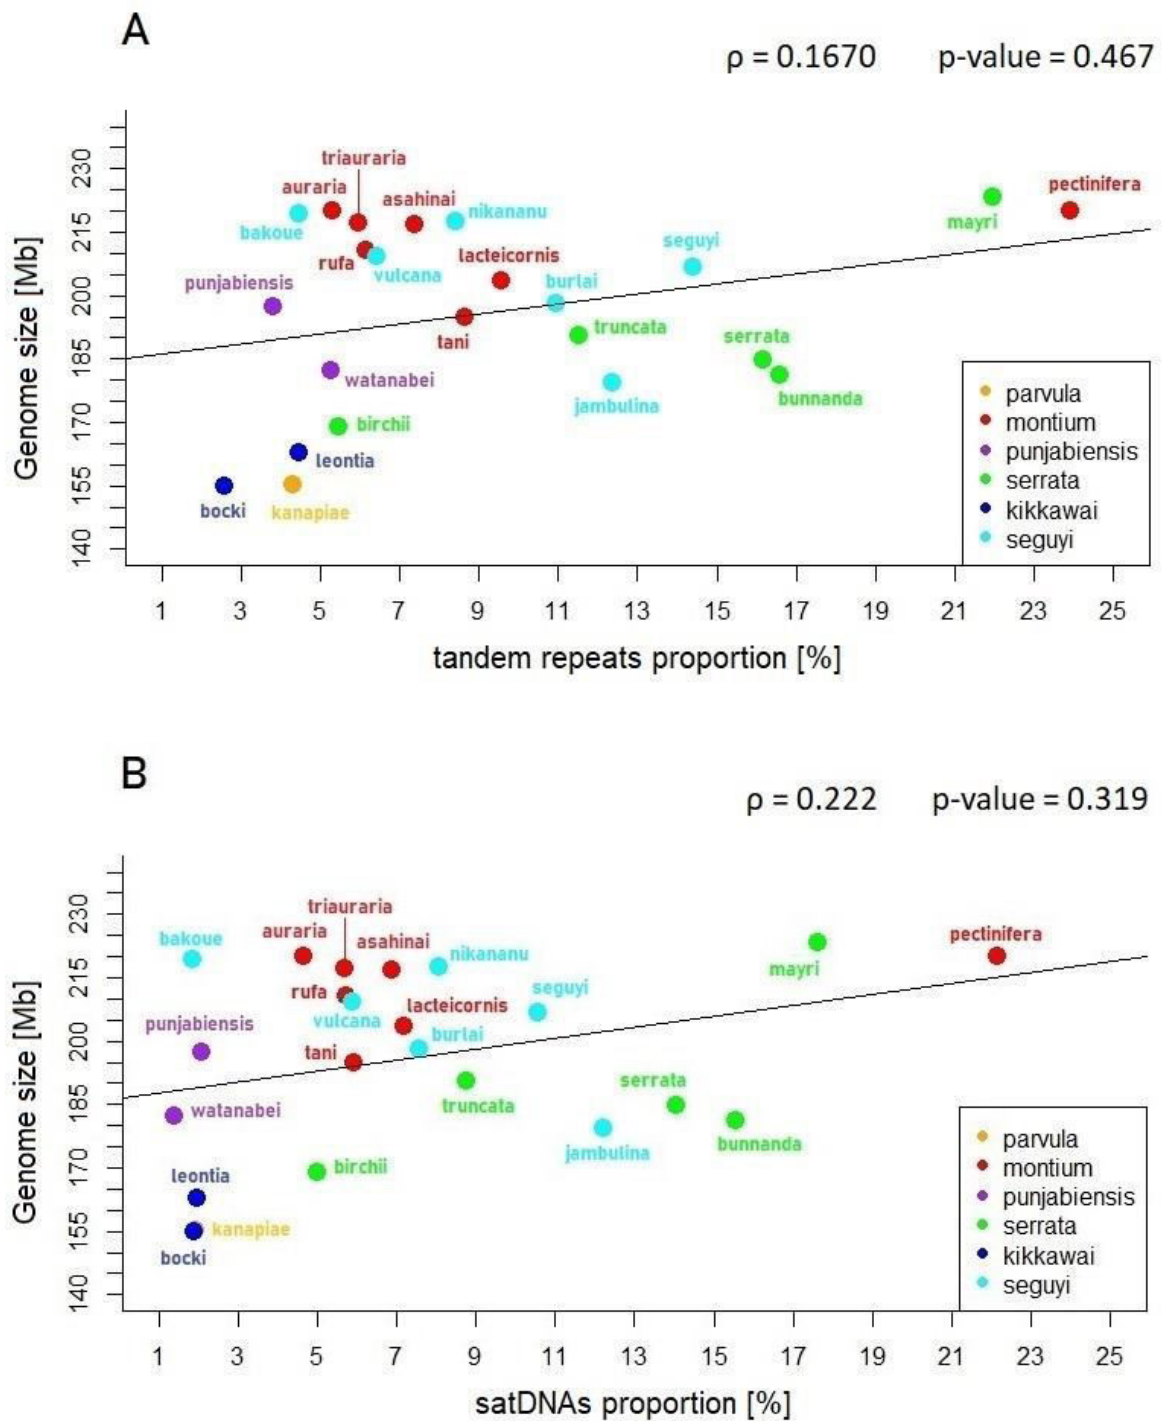 A
ρ = 0.1670 p-value = 0.467
Genome size [Mb]
230
215
200
185
170
155
140
triauraria
auraria
asahinai
pectinifera
bakoue
nikananu
mayri
rufa
vulcana
lacteicornis
seguyi
punjabiensis
burlai
tani
truncata
serrata
watanabei
jambulina
bunnanda
birchii
leontia
bocki
kanapiae
parvula
montium
punjabiensis
serrata
kikkawai
seguyi
1 3 5 7 9 11 13 15 17 19 21 23 25
tandem repeats proportion [%]
B
ρ = 0.222 p-value = 0.319
Genome size [Mb]
230
215
200
185
170
155
140
triauraria
bakoue
auraria
asahinai
pectinifera
nikananu
mayri
rufa
seguyi
vulcana
lacteicornis
punjabiensis
burlai
tani
serrata
watanabei
truncata
bunnanda
jambulina
leontia
birchii
kanapiae
bocki
parvula
montium
punjabiensis
serrata
kikkawai
seguyi
1 3 5 7 9 11 13 15 17 19 21 23 25
satDNAs proportion [%]